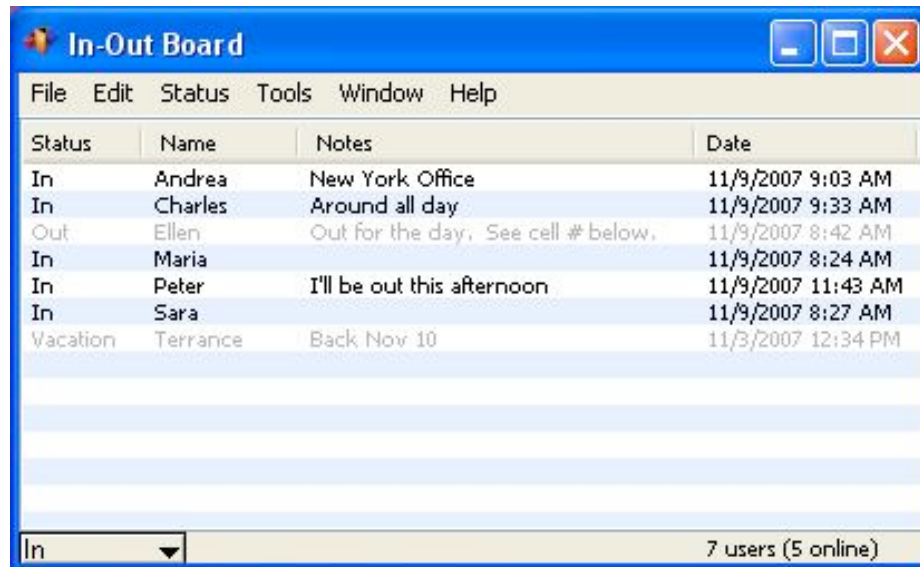 In-Out Board
File Edit Status Tools Window Help
Status Name Notes Date
In Andrea New York Office 11/9/2007 9:03 AM
In Charles Around all day 11/9/2007 9:33 AM
Out Ellen Out for the day. See cell # below. 11/9/2007 8:42 AM
In Maria 11/9/2007 8:24 AM
In Peter I'll be out this afternoon 11/9/2007 11:43 AM
In Sara 11/9/2007 8:27 AM
Vacation Terrance Back Nov 10 11/3/2007 12:34 PM
In 7 users (5 online)